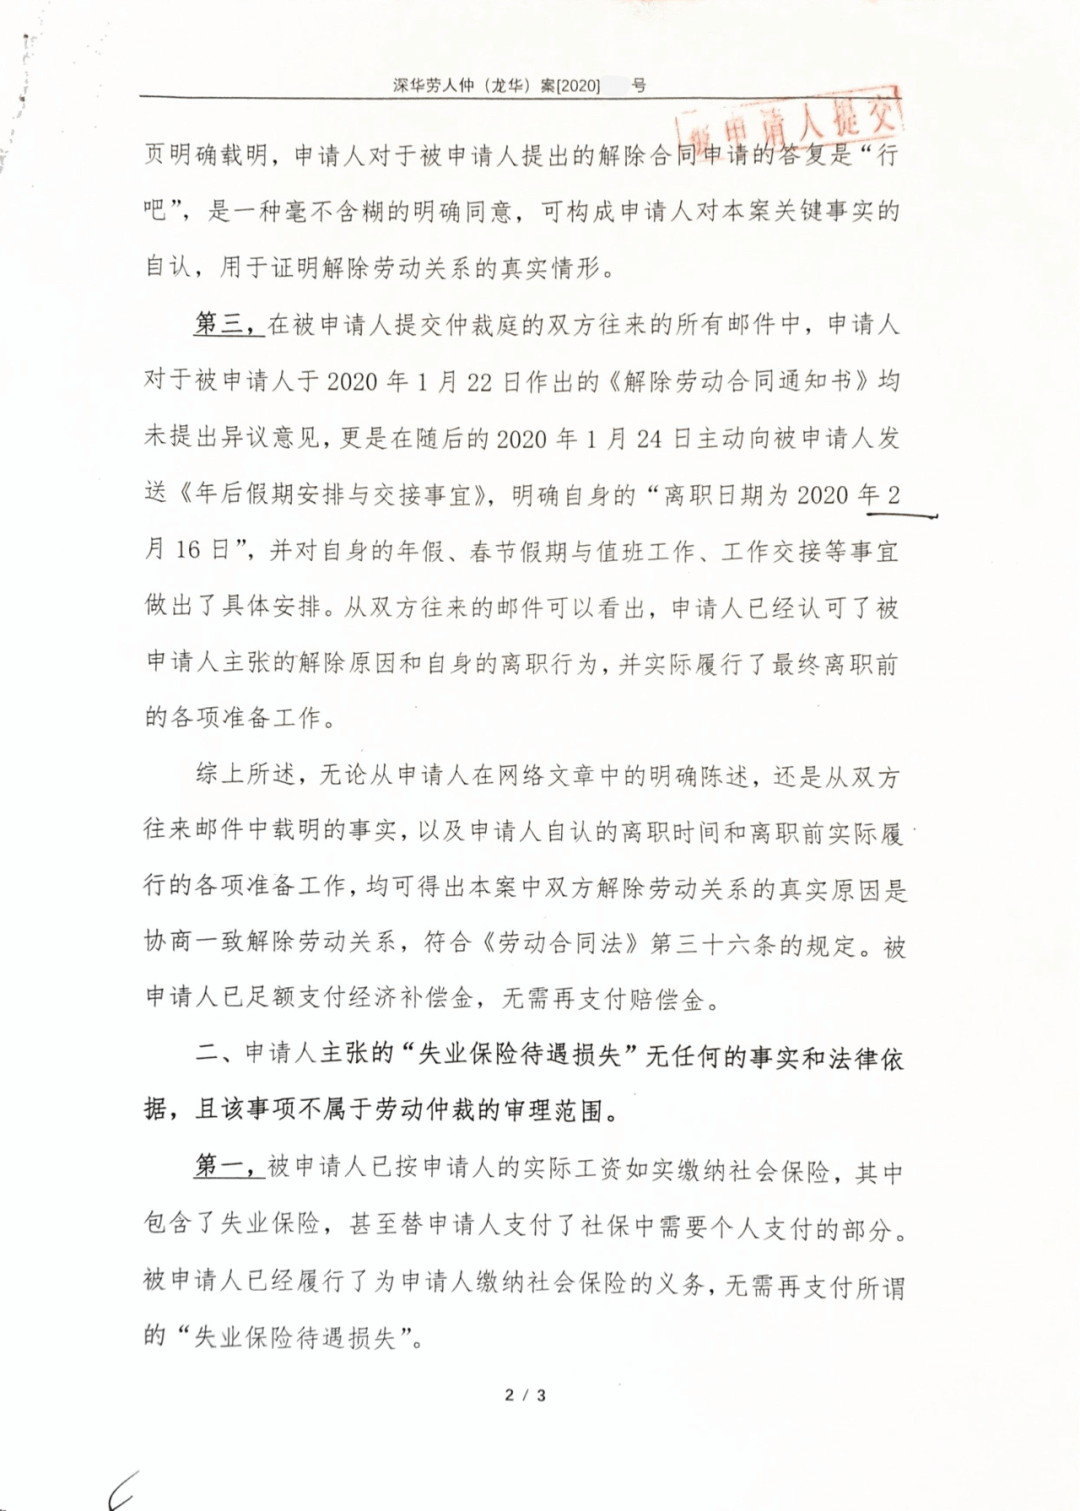 深华劳人仲（龙华）案[2020] 号
被申请人提交
页明确载明，申请人对于被申请人提出的解除合同申请的答复是“行
吧”，是一种毫不含糊的明确同意，可构成申请人对本案关键事实的
自认，用于证明解除劳动关系的真实情形。
第三，在被申请人提交仲裁庭的双方往来的所有邮件中，申请人
对于被申请人于 2020 年 1 月 22 日作出的《解除劳动合同通知书》均
未提出异议意见，更是在随后的 2020 年 1 月 24 日主动向被申请人发
送《年后假期安排与交接事宜》，明确自身的“离职日期为 2020 年 2
月 16 日”，并对自身的年假、春节假期与值班工作、工作交接等事宜
做出了具体安排。从双方往来的邮件可以看出，申请人已经认可了被
申请人主张的解除原因和自身的离职行为，并实际履行了最终离职前
的各项准备工作。
综上所述，无论从申请人在网络文章中的明确陈述，还是从双方
往来邮件中载明的事实，以及申请人自认的离职时间和离职前实际履
行的各项准备工作，均可得出本案中双方解除劳动关系的真实原因是
协商一致解除劳动关系，符合《劳动合同法》第三十六条的规定。被
申请人已足额支付经济补偿金，无需再支付赔偿金。
二、申请人主张的“失业保险待遇损失”无任何的事实和法律依
据，且该事项不属于劳动仲裁的审理范围。
第一，被申请人已按申请人的实际工资如实缴纳社会保险，其中
包含了失业保险，甚至替申请人支付了社保中需要个人支付的部分。
被申请人已经履行了为申请人缴纳社会保险的义务，无需再支付所谓
的“失业保险待遇损失”。
2 / 3